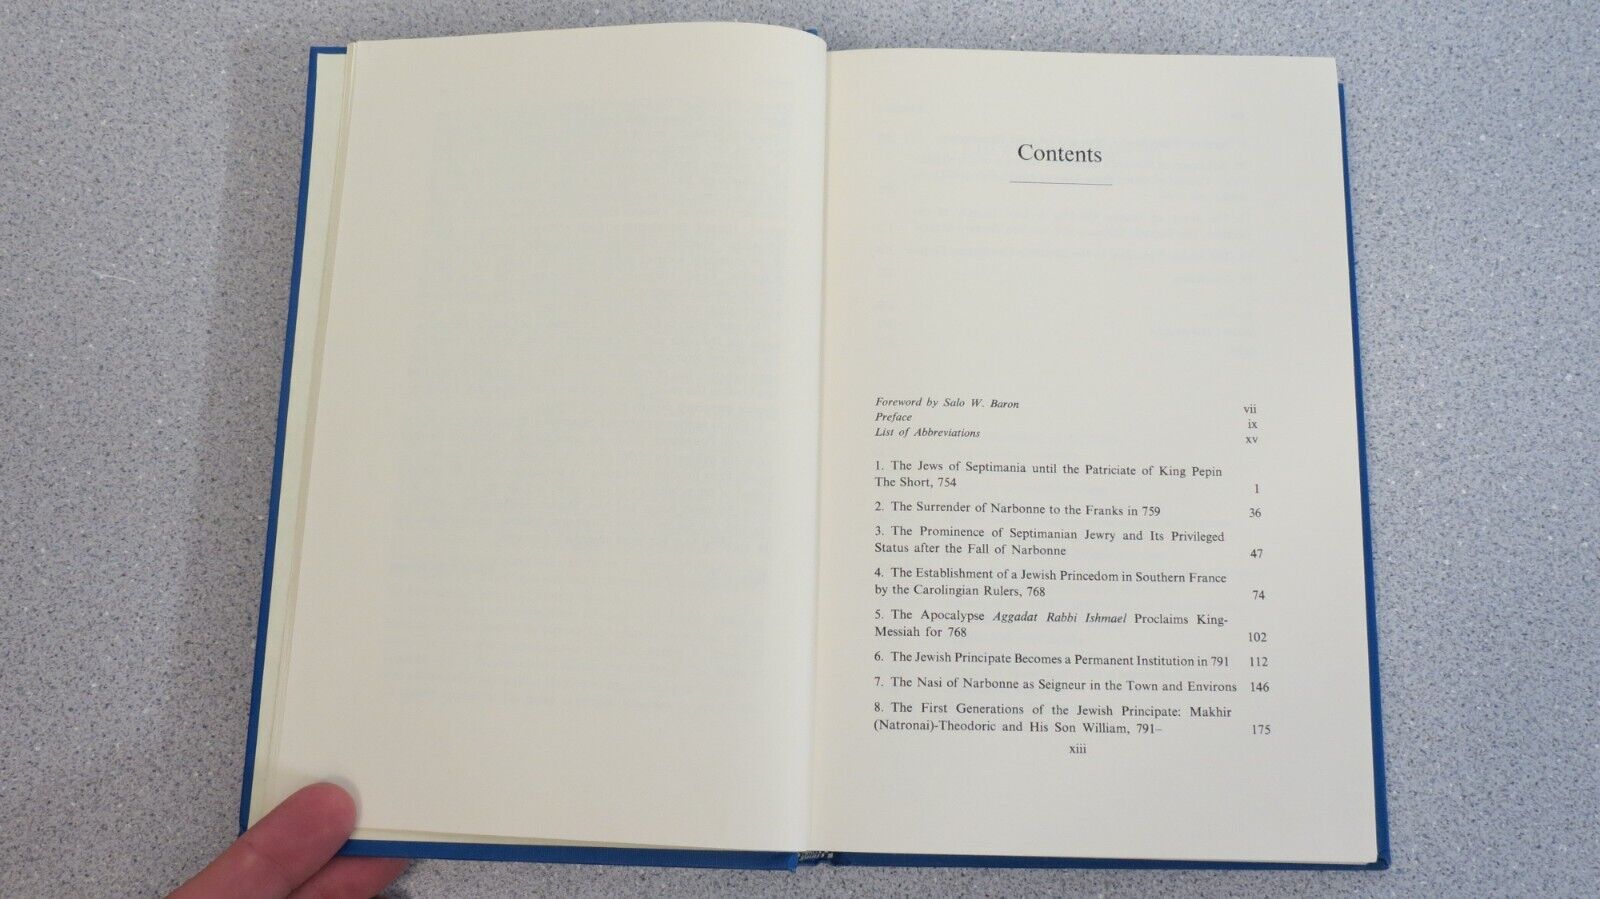 Contents
Foreword by Salo W. Baron vii
Preface ix
List of Abbreviations xv
1. The Jews of Septimania until the Patriciate of King Pepin
The Short, 754 1
2. The Surrender of Narbonne to the Franks in 759 36
3. The Prominence of Septimanian Jewry and Its Privileged
Status after the Fall of Narbonne 47
4. The Establishment of a Jewish Princedom in Southern France
by the Carolingian Rulers, 768 74
5. The Apocalypse Aggadat Rabbi Ishmael Proclaims King-
Messiah for 768 102
6. The Jewish Principate Becomes a Permanent Institution in 791 112
7. The Nasi of Narbonne as Seigneur in the Town and Environs 146
8. The First Generations of the Jewish Principate: Makhir
(Natronai)-Theodoric and His Son William, 791– 175
xiii